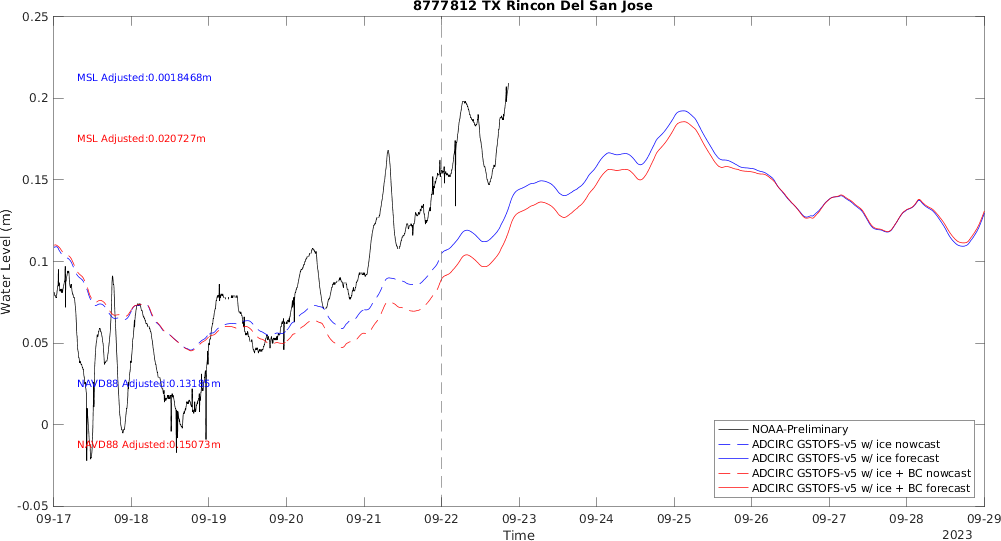 8777812 TX Rincon Del San Jose
0.25
0.2
0.15
0.1
0.05
0
-0.05
Water Level (m)
MSL Adjusted:0.0018468m
MSL Adjusted:0.020727m
NAVD88 Adjusted:0.13185m
NAVD88 Adjusted:0.15073m
NOAA-Preliminary
ADCIRC GSTOFS-v5 w/ ice nowcast
ADCIRC GSTOFS-v5 w/ ice forecast
ADCIRC GSTOFS-v5 w/ ice + BC nowcast
ADCIRC GSTOFS-v5 w/ ice + BC forecast
09-17 09-18 09-19 09-20 09-21 09-22 09-23 09-24 09-25 09-26 09-27 09-28 09-29
Time
2023